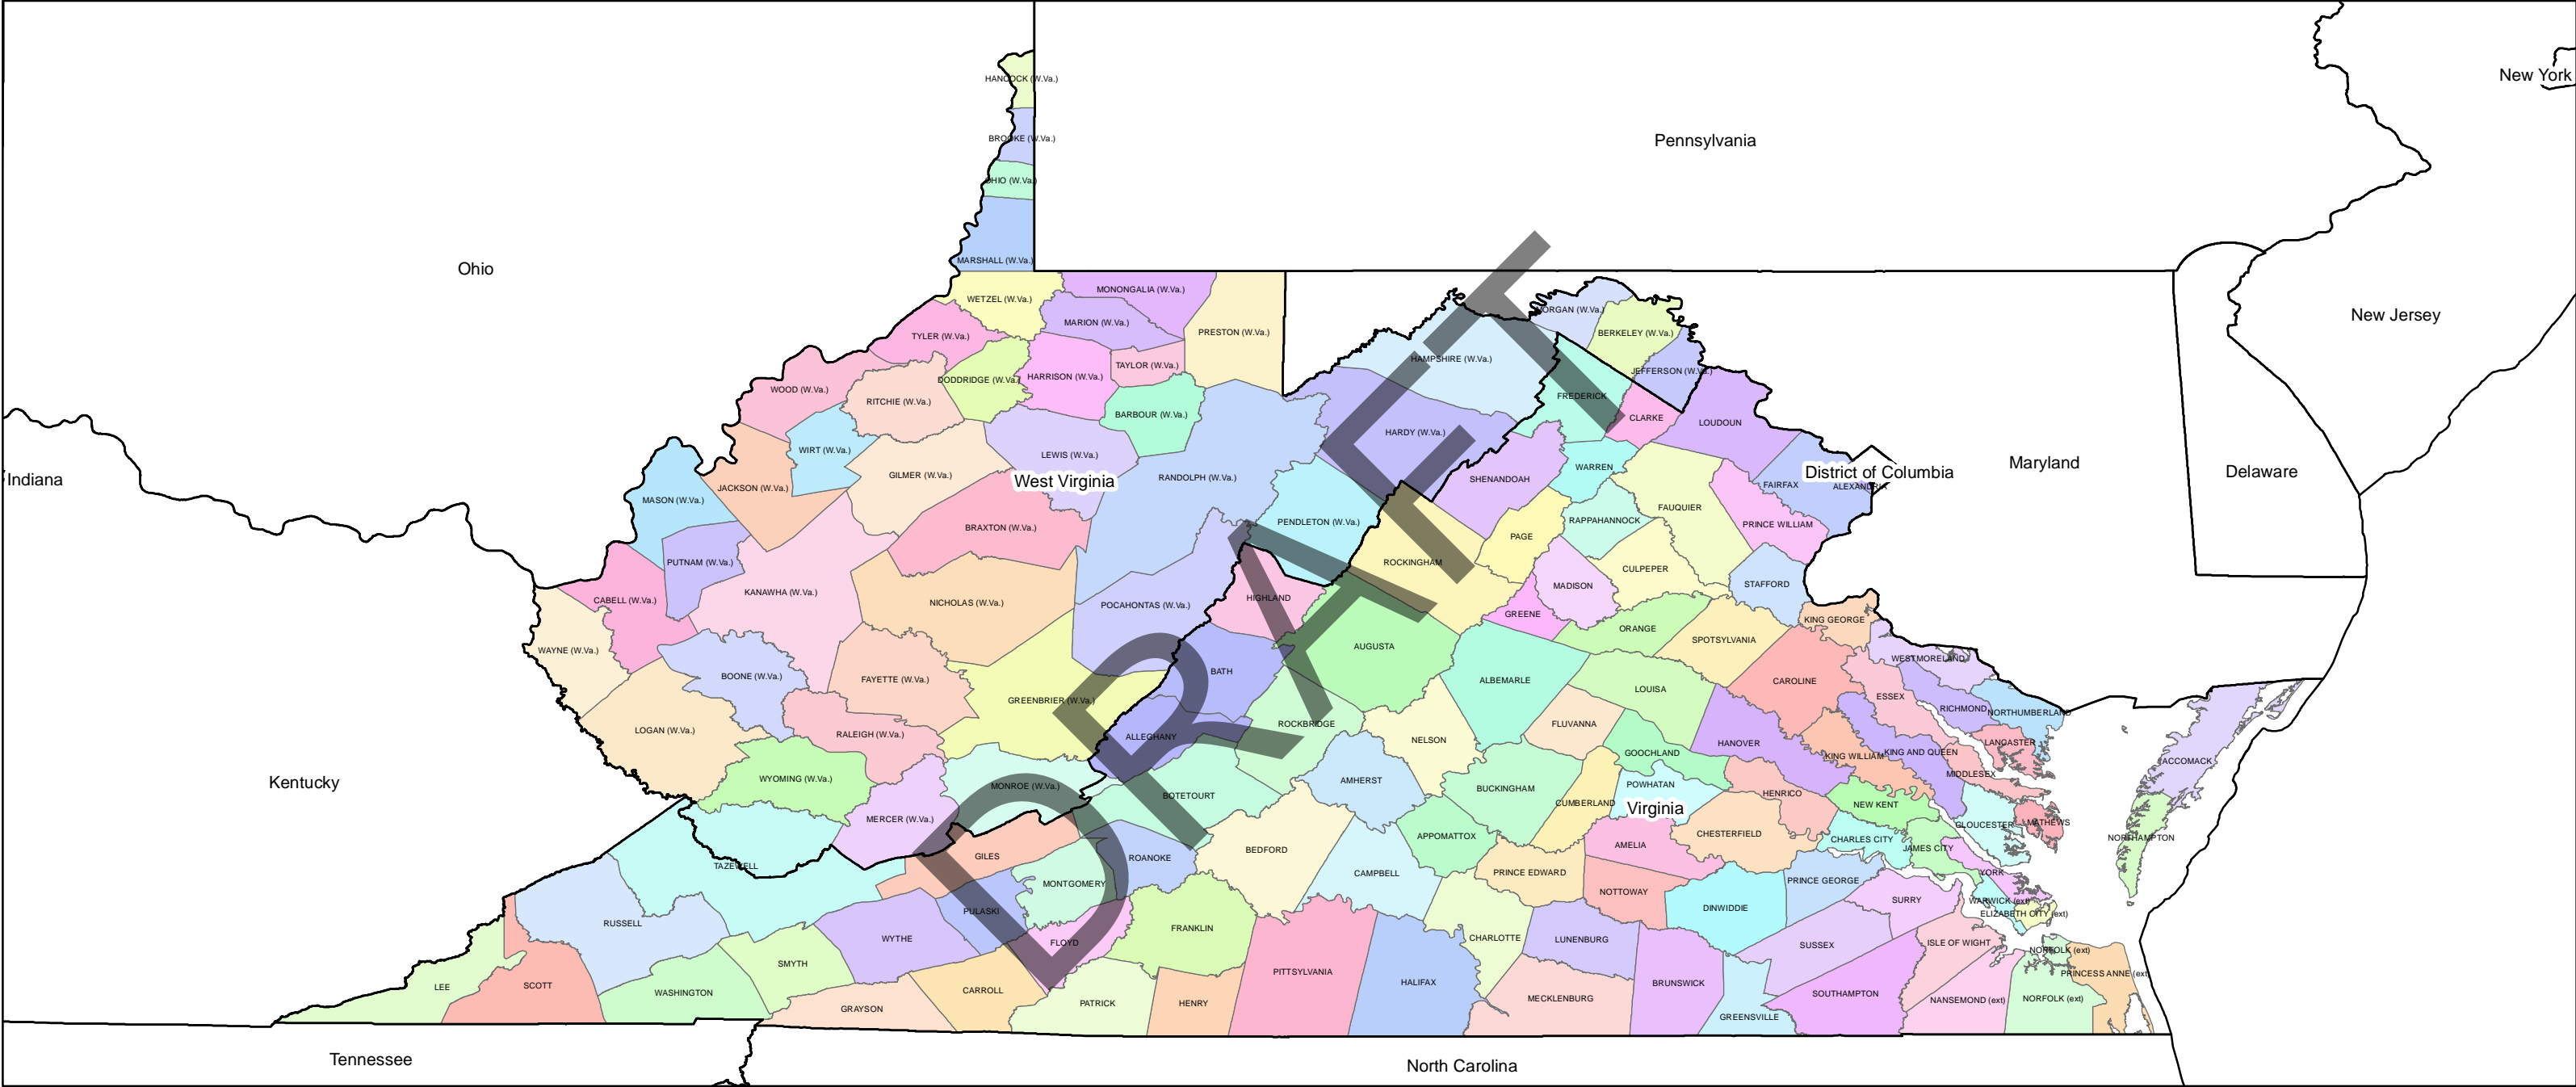 HANCOCK (W.Va.)
New York
BROOKE (W.Va.)
Pennsylvania
OHIO (W.Va.)
MARSHALL (W.Va.)
Ohio
MONONGALIA (W.Va.)
WETZEL (W.Va.)
MORGAN (W.Va.)
New Jersey
MARION (W.Va.)
PRESTON (W.Va.)
BERKELEY (W.Va.)
TYLER (W.Va.)
HAMPSHIRE (W.Va.)
TAYLOR (W.Va.)
JEFFERSON (W.Va.)
HARRISON (W.Va.)
DODDRIDGE (W.Va.)
WOOD (W.Va.)
FREDERICK
RITCHIE (W.Va.)
BARBOUR (W.Va.)
CLARKE
LOUDOUN
HARDY (W.Va.)
WIRT (W.Va.)
LEWIS (W.Va.)
Maryland
WARREN
District of Columbia
Delaware
GILMER (W.Va.)
RANDOLPH (W.Va.)
SHENANDOAH
Indiana
West Virginia
FAIRFAX
ALEXANDRIA
JACKSON (W.Va.)
MASON (W.Va.)
FAUQUIER
RAPPAHANNOCK
PENDLETON (W.Va.)
PRINCE WILLIAM
BRAXTON (W.Va.)
PAGE
PUTNAM (W.Va.)
ROCKINGHAM
CULPEPER
STAFFORD
MADISON
KANAWHA (W.Va.)
CABELL (W.Va.)
HIGHLAND
NICHOLAS (W.Va.)
POCAHONTAS (W.Va.)
GREENE
KING GEORGE
ORANGE
SPOTSYLVANIA
AUGUSTA
WAYNE (W.Va.)
WESTMORELAND
BATH
BOONE (W.Va.)
FAYETTE (W.Va.)
ALBEMARLE
CAROLINE
LOUISA
ESSEX
GREENBRIER (W.Va.)
RICHMOND
NORTHUMBERLAND
ROCKBRIDGE
FLUVANNA
LOGAN (W.Va.)
RALEIGH (W.Va.)
ALLEGHANY
NELSON
HANOVER
LANCASTER
GOOCHLAND
KING AND QUEEN
KING WILLIAM
ACCOMACK
MIDDLESEX
WYOMING (W.Va.)
AMHERST
Kentucky
MONROE (W.Va.)
POWHATAN
BUCKINGHAM
HENRICO
BOTETOURT
CUMBERLAND
NEW KENT
Virginia
MERCER (W.Va.)
MATHEWS
GLOUCESTER
CHESTERFIELD
APPOMATTOX
NORTHAMPTON
CHARLES CITY
AMELIA
JAMES CITY
BEDFORD
GILES
ROANOKE
TAZEWELL
YORK
PRINCE EDWARD
CAMPBELL
PRINCE GEORGE
MONTGOMERY
NOTTOWAY
SURRY
WARWICK (ext)
DINWIDDIE
PULASKI
ELIZABETH CITY (ext)
RUSSELL
FRANKLIN
CHARLOTTE
WYTHE
LUNENBURG
FLOYD
ISLE OF WIGHT
SUSSEX
NORFOLK (ext)
SMYTH
PITTSYLVANIA
PRINCESS ANNE (ext
HALIFAX
BRUNSWICK
SCOTT
LEE
CARROLL
WASHINGTON
SOUTHAMPTON
MECKLENBURG
NORFOLK (ext)
NANSEMOND (ext)
PATRICK
HENRY
GRAYSON
GREENSVILLE
Tennessee
North Carolina
DRAFT